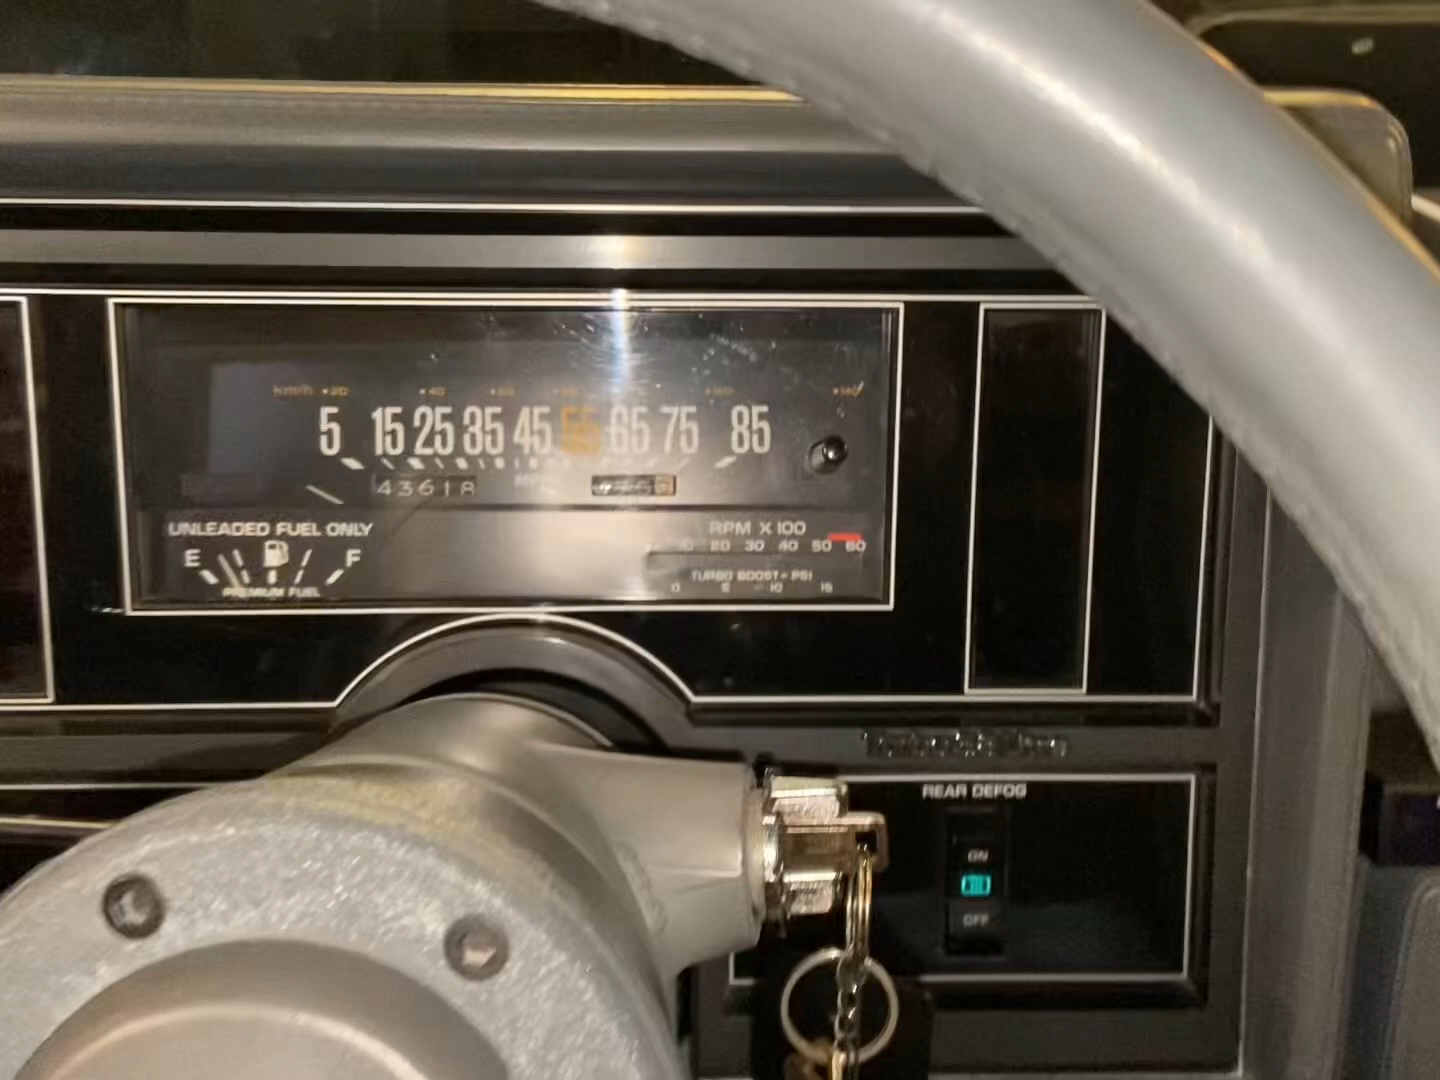 km/h 20 40 60 80 120 140
5 15 25 35 45 55 65 75 85
43618
UNLEADED FUEL ONLY
E F
PREMIUM FUEL
RPM X 100
10 20 30 40 50 60
TURBO BOOST - PSI
0 5 10 15
REAR DEFOG
ON
OFF